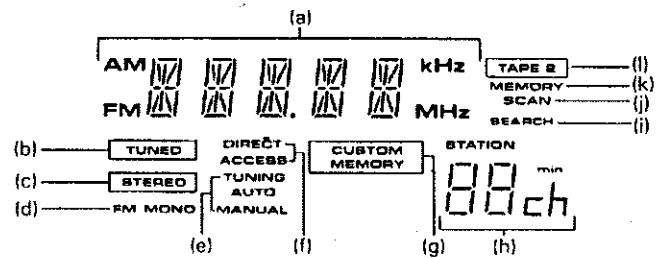 (a)
AM kHz TAPE 2 (l)
MEMORY (k)
FM MHz SCAN (j)
SEARCH (i)
(b) TUNED DIRECT ACCESS CUSTOM MEMORY STATION
(c) STEREO TUNING AUTO 88 ch min
(d) FM MONO MANUAL
(e) (f) (g) (h)